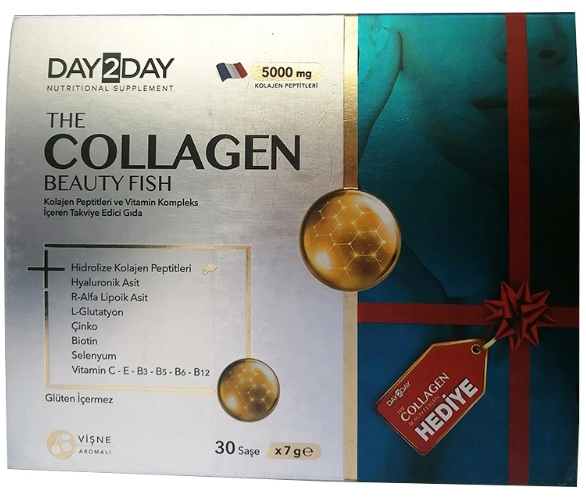 DAY2DAY
NUTRITIONAL SUPPLEMENT
5000 mg
KOLAJEN PEPTİTLERİ
THE
COLLAGEN
BEAUTY FISH
Kolajen Peptitleri ve Vitamin Kompleks
İçeren Takviye Edici Gıda
Hidrolize Kolajen Peptitleri
Hyaluronik Asit
R-Alfa Lipoik Asit
L-Glutatyon
Çinko
Biotin
Selenyum
Vitamin C - E - B3 - B5 - B6 - B12
Glüten İçermez
VİŞNE
AROMALI
30 Saşe
x 7 g ℮
DAY2DAY
THE
COLLAGEN
HEDİYE